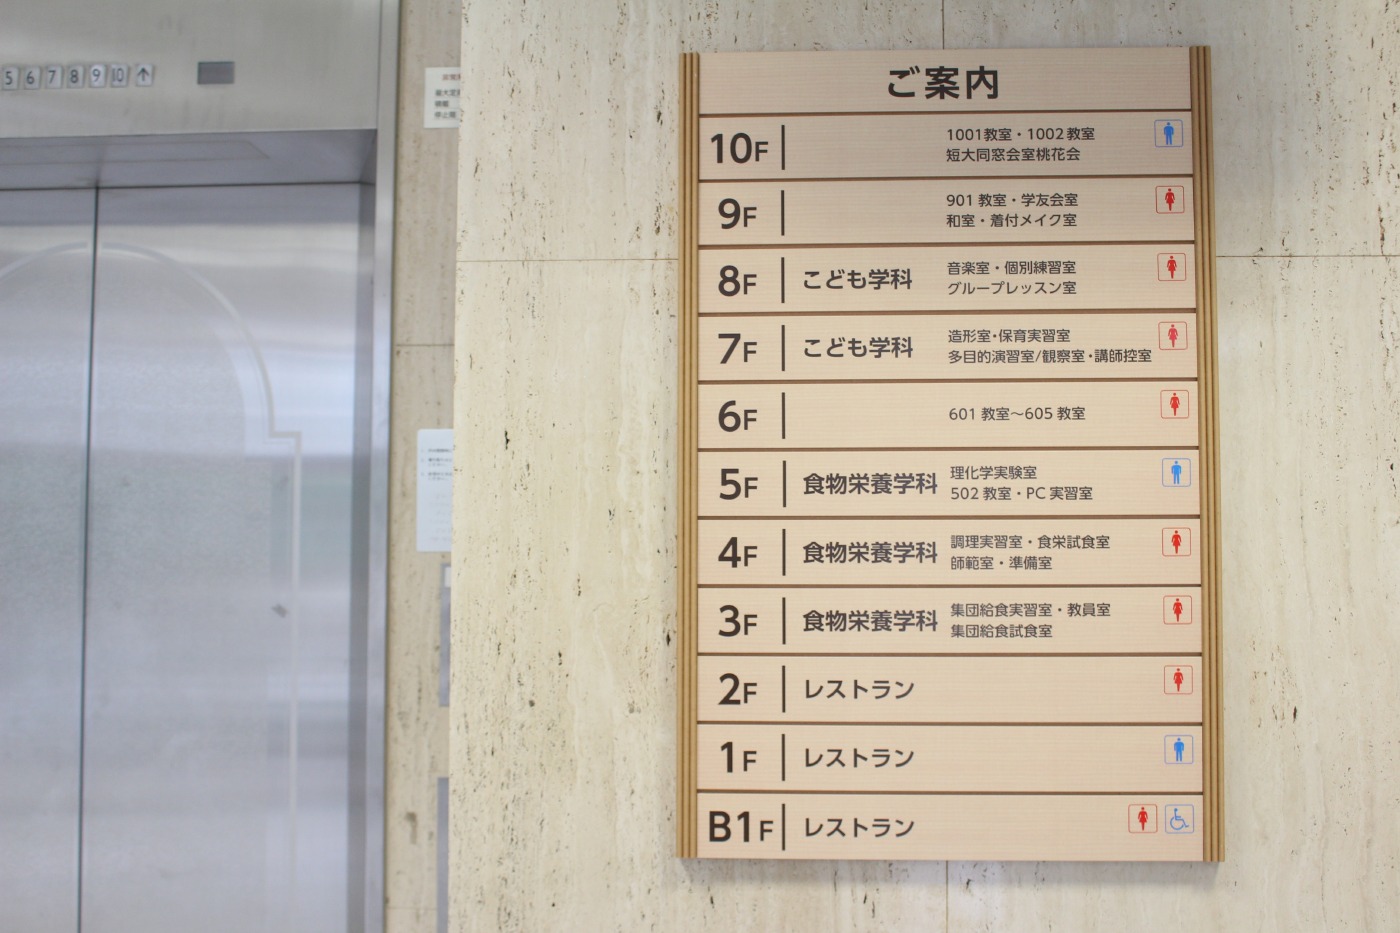 5 6 7 8 9 10 ↑
ご案内
10F 1001教室・1002教室
短大同窓会室桃花会
9F 901教室・学友会室
和室・着付メイク室
8F こども学科 音楽室・個別練習室
グループレッスン室
7F こども学科 造形室・保育実習室
多目的演習室/観察室・講師控室
6F 601教室～605教室
5F 食物栄養学科 理化学実験室
502教室・PC実習室
4F 食物栄養学科 調理実習室・食栄試食室
師範室・準備室
3F 食物栄養学科 集団給食実習室・教員室
集団給食試食室
2F レストラン
1F レストラン
B1F レストラン